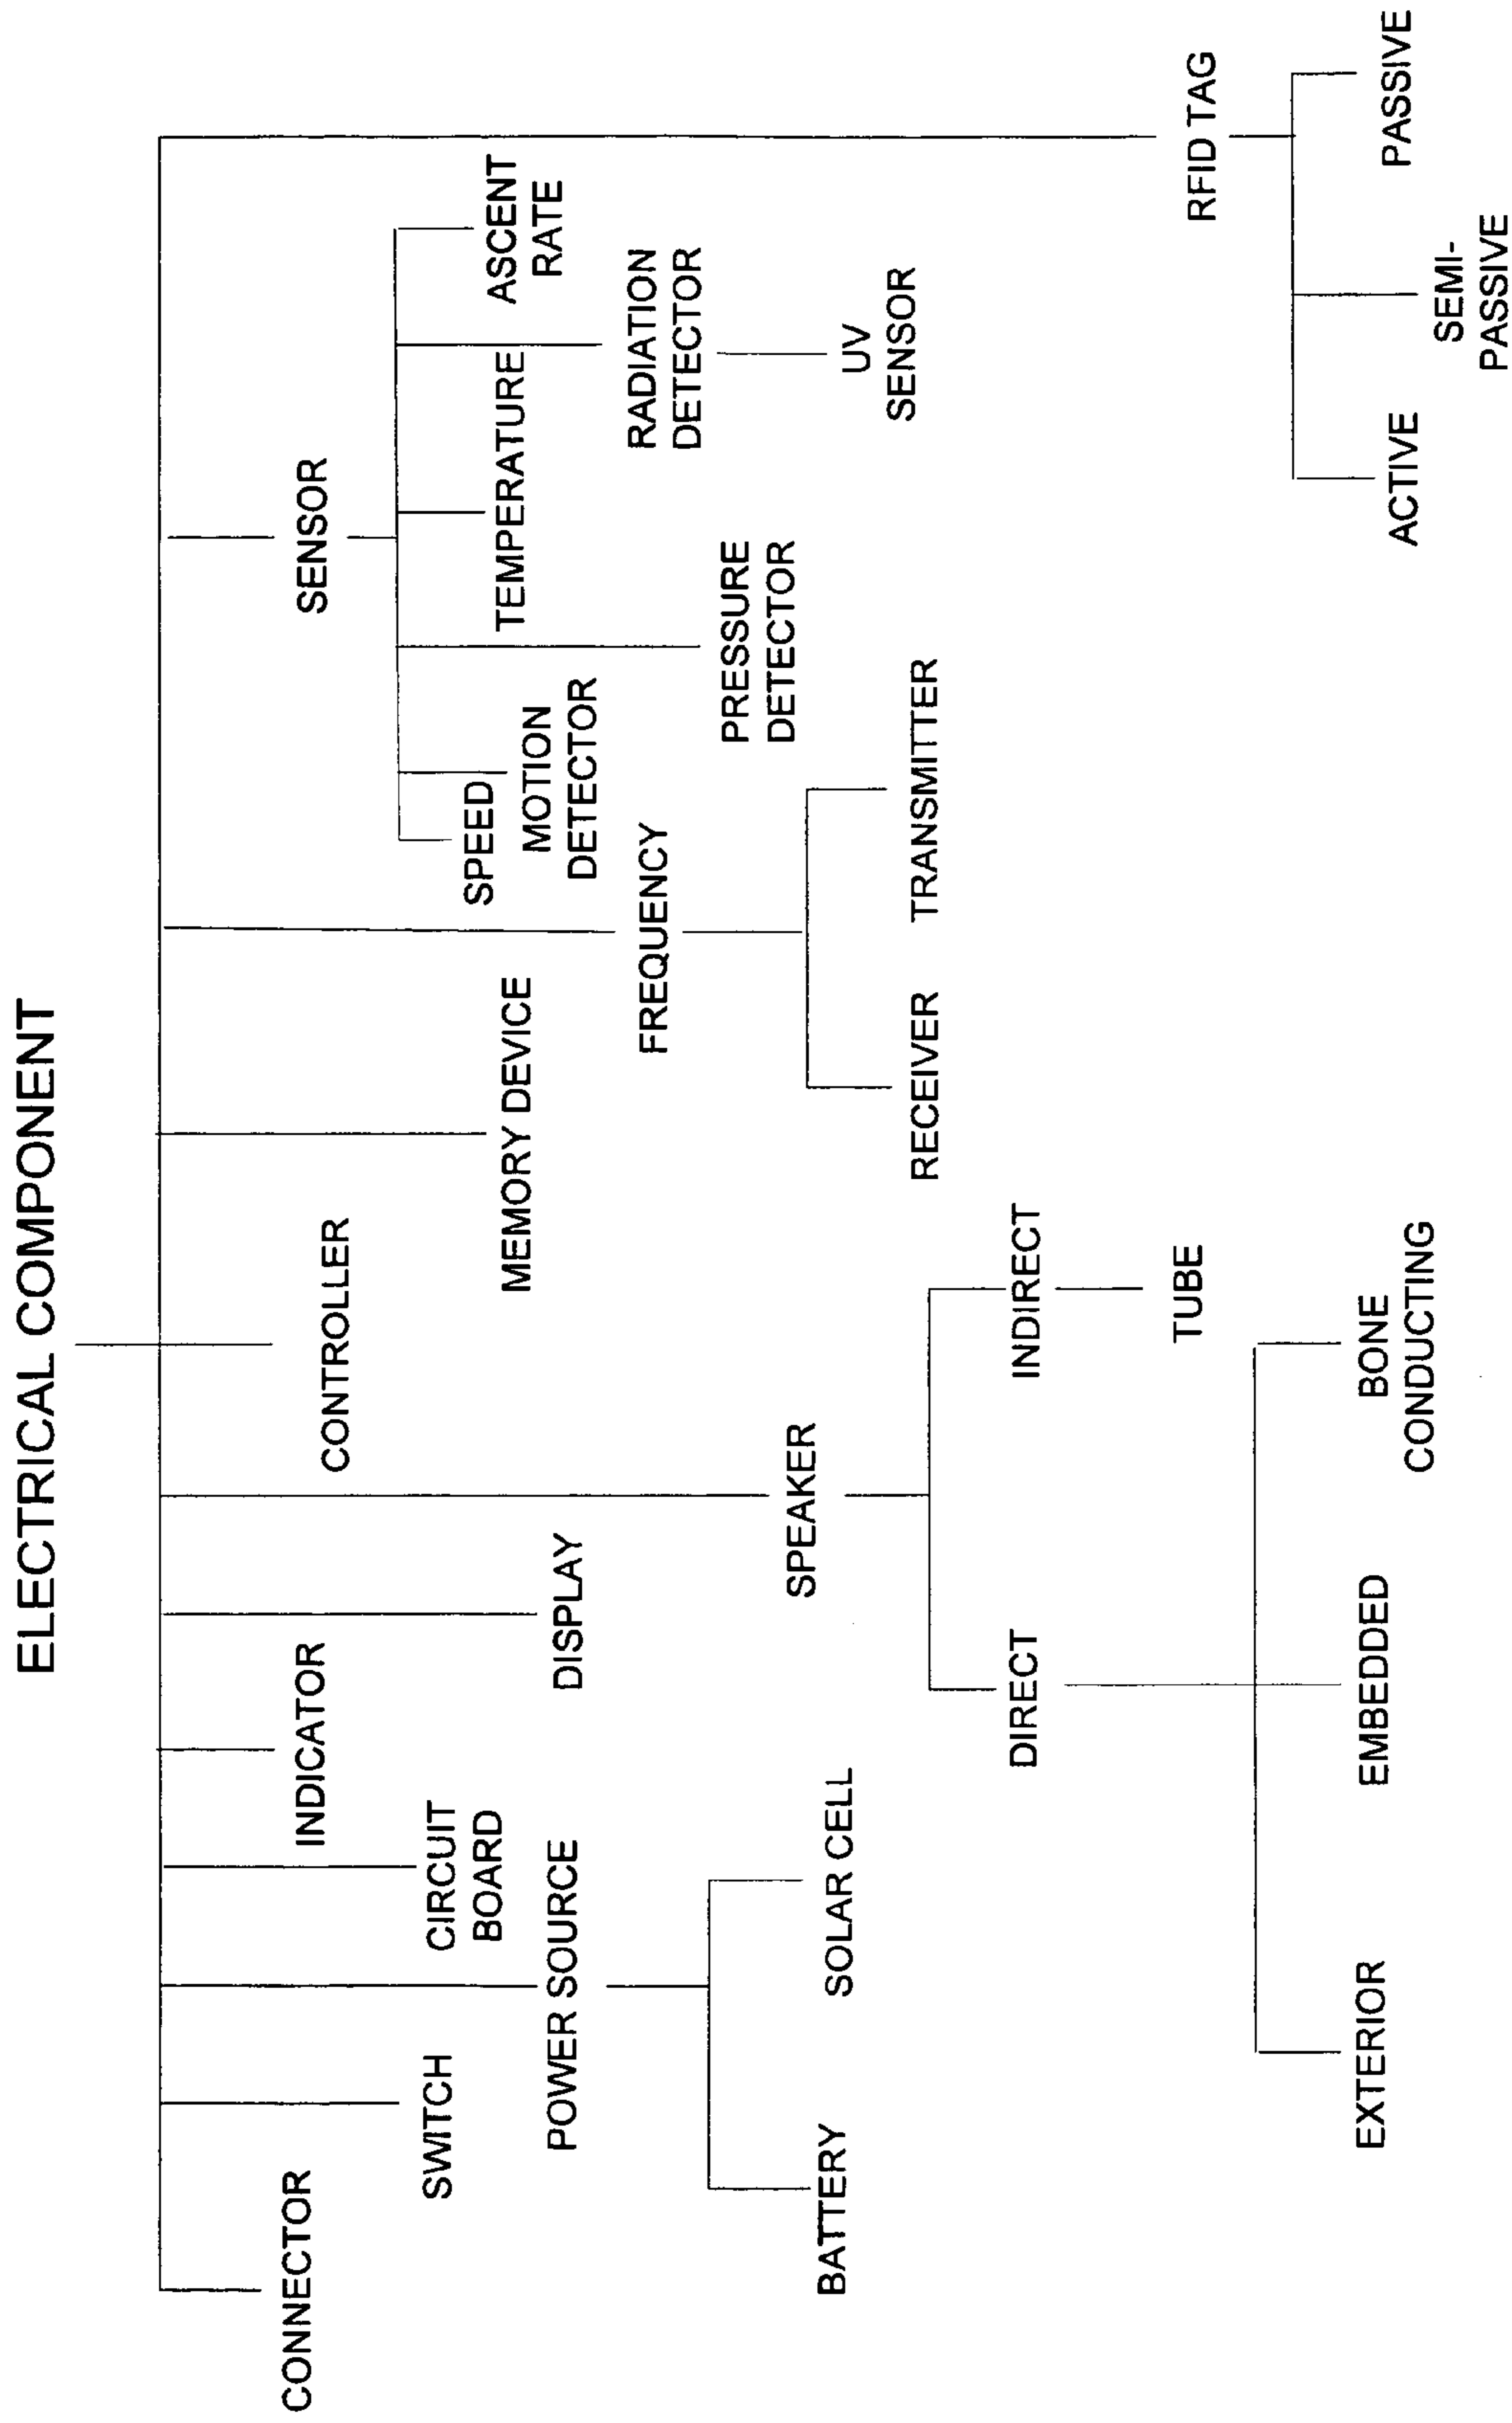 ELECTRICAL COMPONENT
CONNECTOR
SWITCH
POWER SOURCE
BATTERY
SOLAR CELL
CIRCUIT
BOARD
INDICATOR
DISPLAY
SPEAKER
DIRECT
EXTERIOR
EMBEDDED
BONE
CONDUCTING
INDIRECT
TUBE
CONTROLLER
MEMORY DEVICE
FREQUENCY
RECEIVER
TRANSMITTER
SENSOR
SPEED
MOTION
DETECTOR
PRESSURE
DETECTOR
TEMPERATURE
RADIATION
DETECTOR
UV
SENSOR
ASCENT
RATE
RFID TAG
ACTIVE
SEMI-
PASSIVE
PASSIVE